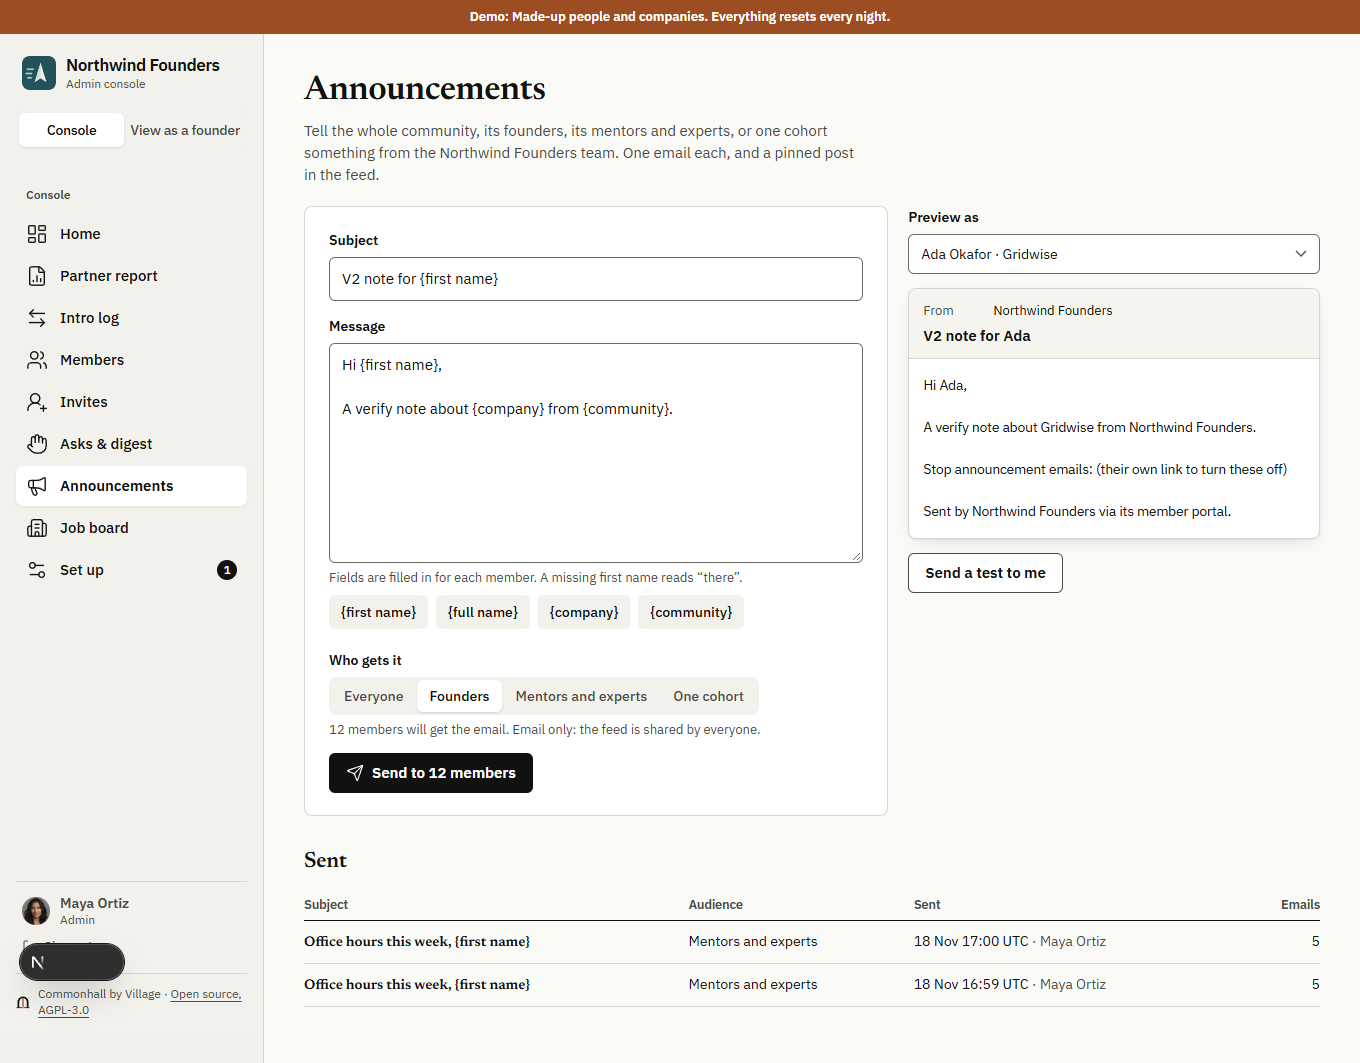 Demo: Made-up people and companies. Everything resets every night.
Northwind Founders
Admin console
Console
View as a founder
Console
Home
Partner report
Intro log
Members
Invites
Asks & digest
Announcements
Job board
Set up
1
Maya Ortiz
Admin
N
Commonhall by Village · Open source,
AGPL-3.0
Announcements
Tell the whole community, its founders, its mentors and experts, or one cohort
something from the Northwind Founders team. One email each, and a pinned post
in the feed.
Subject
V2 note for {first name}
Message
Hi {first name},
A verify note about {company} from {community}.
Fields are filled in for each member. A missing first name reads “there”.
{first name} {full name} {company} {community}
Who gets it
Everyone Founders Mentors and experts One cohort
12 members will get the email. Email only: the feed is shared by everyone.
Send to 12 members
Preview as
Ada Okafor · Gridwise
From Northwind Founders
V2 note for Ada
Hi Ada,
A verify note about Gridwise from Northwind Founders.
Stop announcement emails: (their own link to turn these off)
Sent by Northwind Founders via its member portal.
Send a test to me
Sent
Subject Audience Sent Emails
Office hours this week, {first name} Mentors and experts 18 Nov 17:00 UTC · Maya Ortiz 5
Office hours this week, {first name} Mentors and experts 18 Nov 16:59 UTC · Maya Ortiz 5